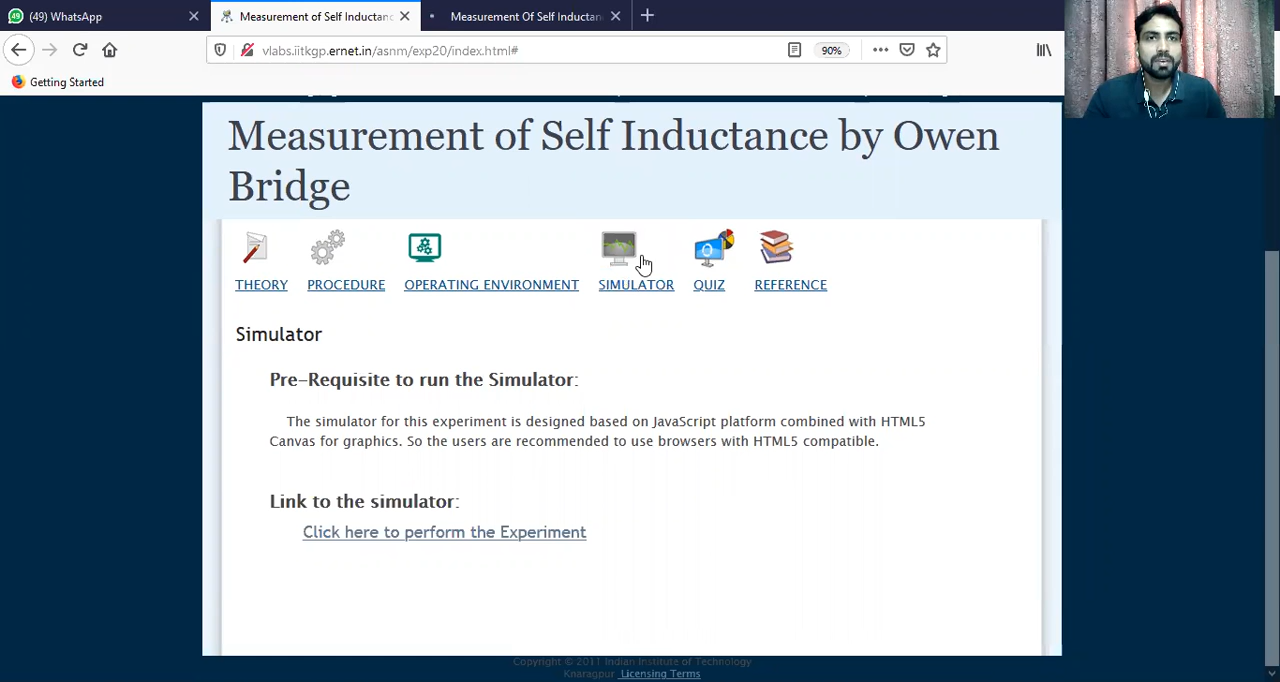 (49) WhatsApp
Measurement of Self Inductanc
Measurement Of Self Inductan
vlabs.iitkgp.ernet.in/asnm/exp20/index.html#
90%
Getting Started
Measurement of Self Inductance by Owen
Bridge
THEORY PROCEDURE OPERATING ENVIRONMENT SIMULATOR QUIZ REFERENCE
Simulator
Pre-Requisite to run the Simulator:
The simulator for this experiment is designed based on JavaScript platform combined with HTML5
Canvas for graphics. So the users are recommended to use browsers with HTML5 compatible.
Link to the simulator:
Click here to perform the Experiment
Copyright © 2011 Indian Institute of Technology
Kharagpur Licensing Terms